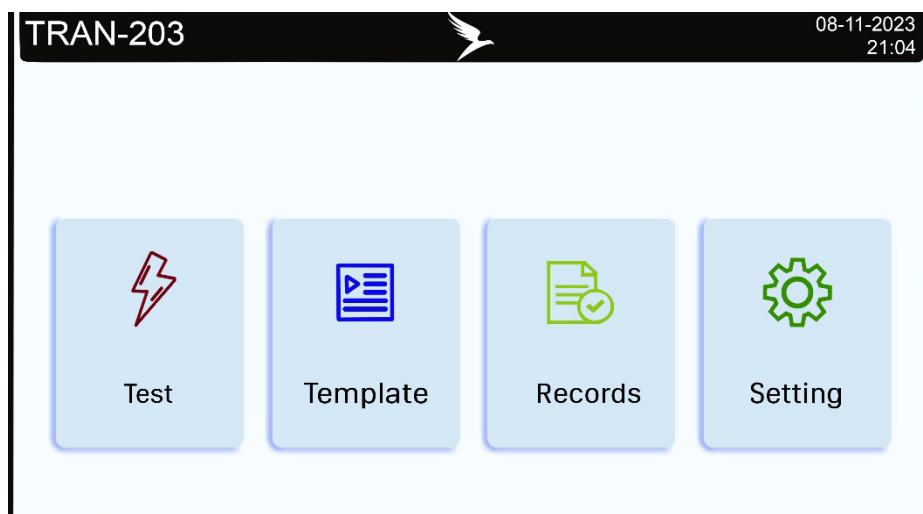 TRAN-203
08-11-2023
21:04
Test
Template
Records
Setting